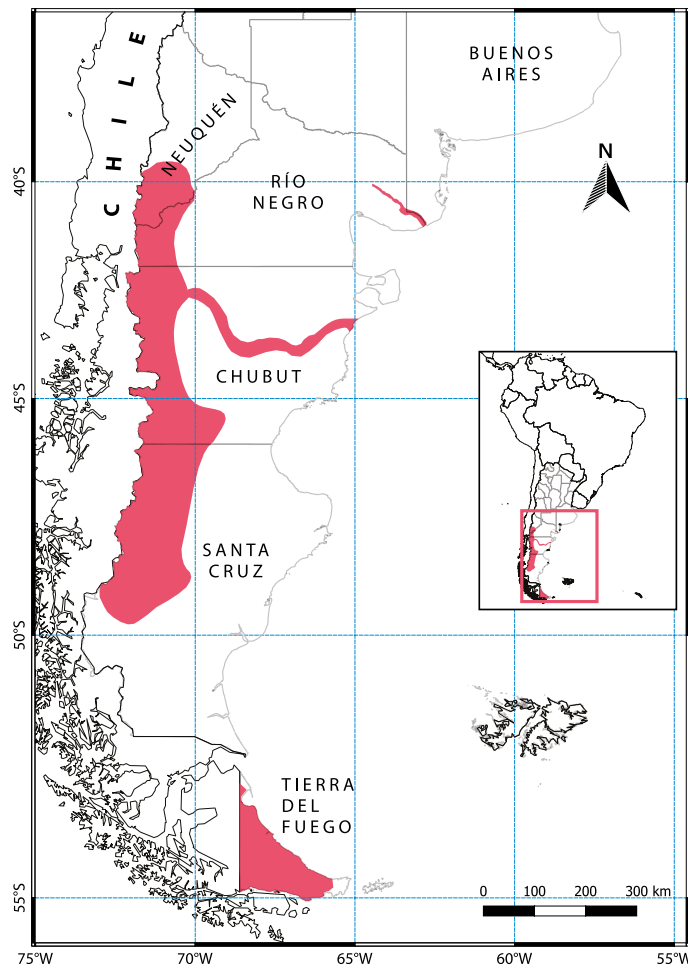 BUENOS
AIRES
CHILE
NEUQUÉN
N
RÍO
NEGRO
40°S
CHUBUT
45°S
SANTA
CRUZ
50°S
TIERRA
DEL
FUEGO
55°S
0 100 200 300 km
75°W 70°W 65°W 60°W 55°W